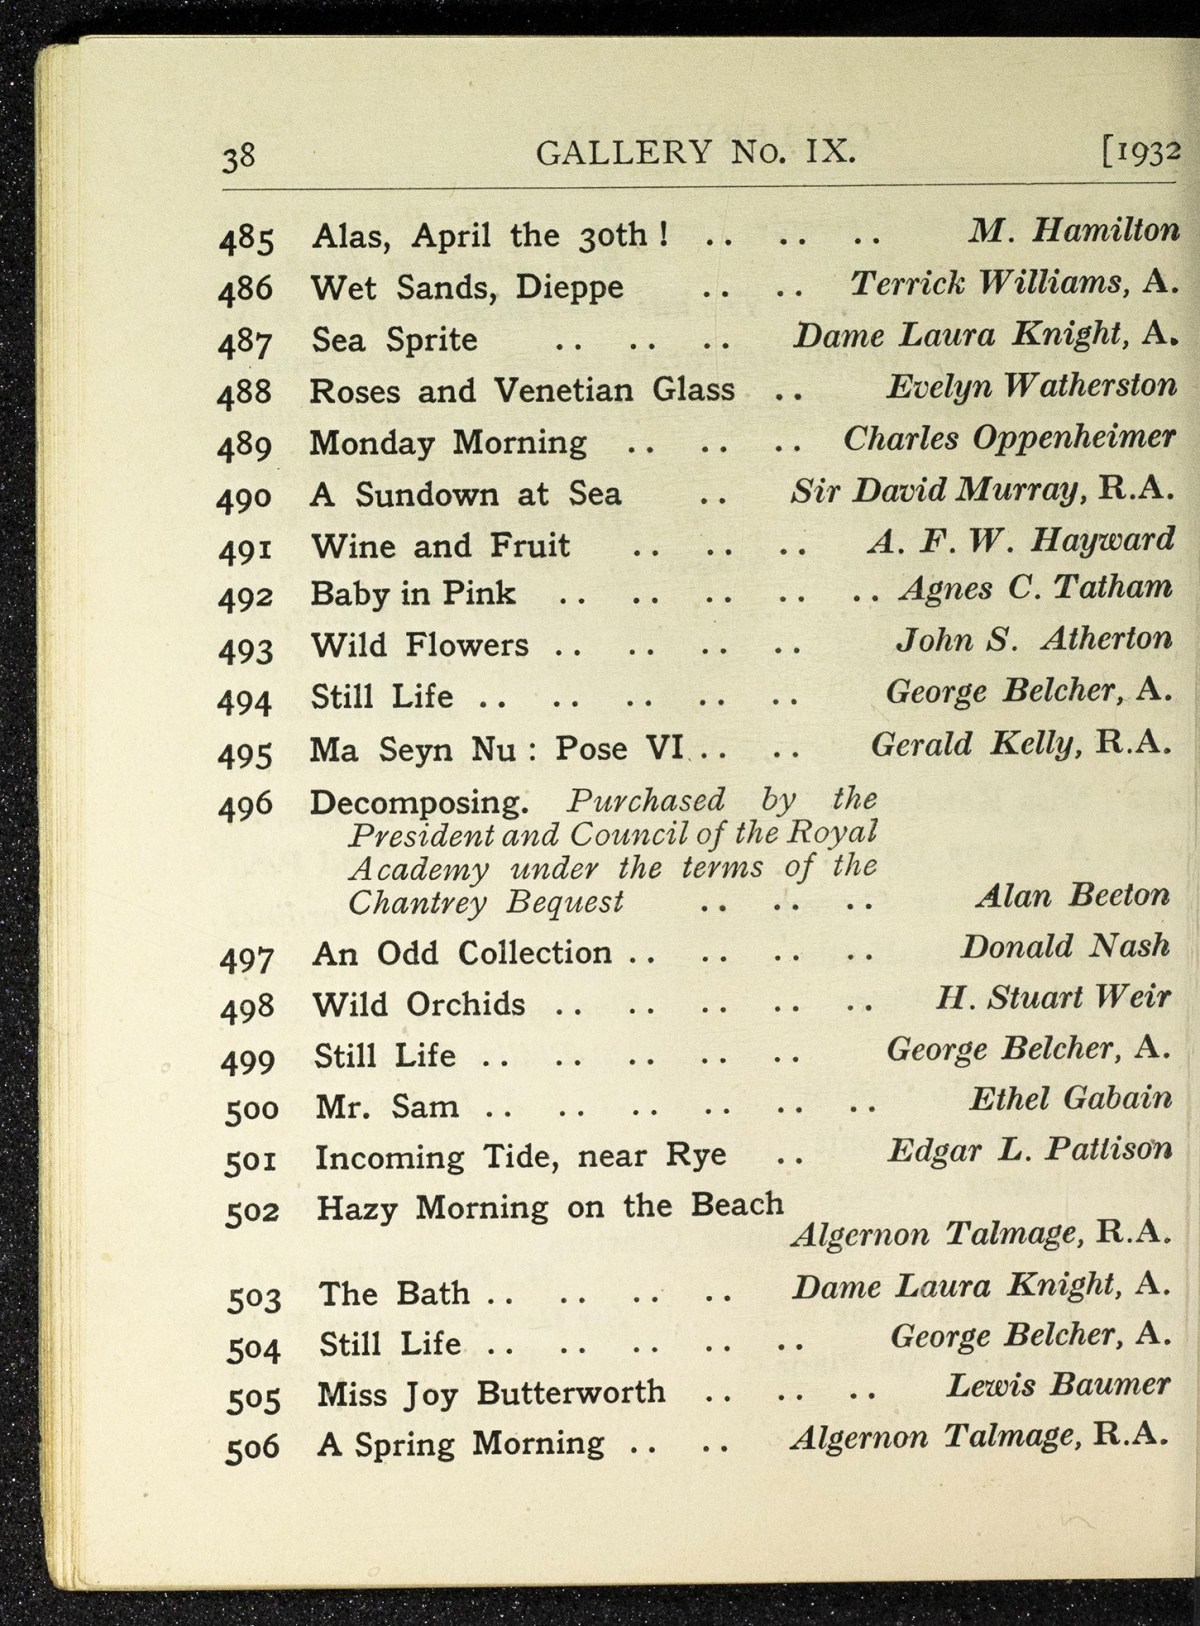 38 GALLERY No. IX. [1932
485 Alas, April the 30th ! .. .. .. M. Hamilton
486 Wet Sands, Dieppe .. .. Terrick Williams, A.
487 Sea Sprite .. .. .. Dame Laura Knight, A.
488 Roses and Venetian Glass .. Evelyn Watherston
489 Monday Morning .. .. .. Charles Oppenheimer
490 A Sundown at Sea .. Sir David Murray, R.A.
491 Wine and Fruit .. .. .. A. F. W. Hayward
492 Baby in Pink .. .. .. .. .. Agnes C. Tatham
493 Wild Flowers .. .. .. .. John S. Atherton
494 Still Life .. .. .. .. .. George Belcher, A.
495 Ma Seyn Nu : Pose VI .. .. Gerald Kelly, R.A.
496 Decomposing. Purchased by the
President and Council of the Royal
Academy under the terms of the
Chantrey Bequest .. .. .. Alan Beeton
497 An Odd Collection .. .. .. .. Donald Nash
498 Wild Orchids .. .. .. .. .. H. Stuart Weir
499 Still Life .. .. .. .. .. George Belcher, A.
500 Mr. Sam .. .. .. .. .. .. Ethel Gabain
501 Incoming Tide, near Rye .. Edgar L. Pattison
502 Hazy Morning on the Beach
Algernon Talmage, R.A.
503 The Bath .. .. .. .. Dame Laura Knight, A.
504 Still Life .. .. .. .. .. George Belcher, A.
505 Miss Joy Butterworth .. .. .. Lewis Baumer
506 A Spring Morning .. .. Algernon Talmage, R.A.